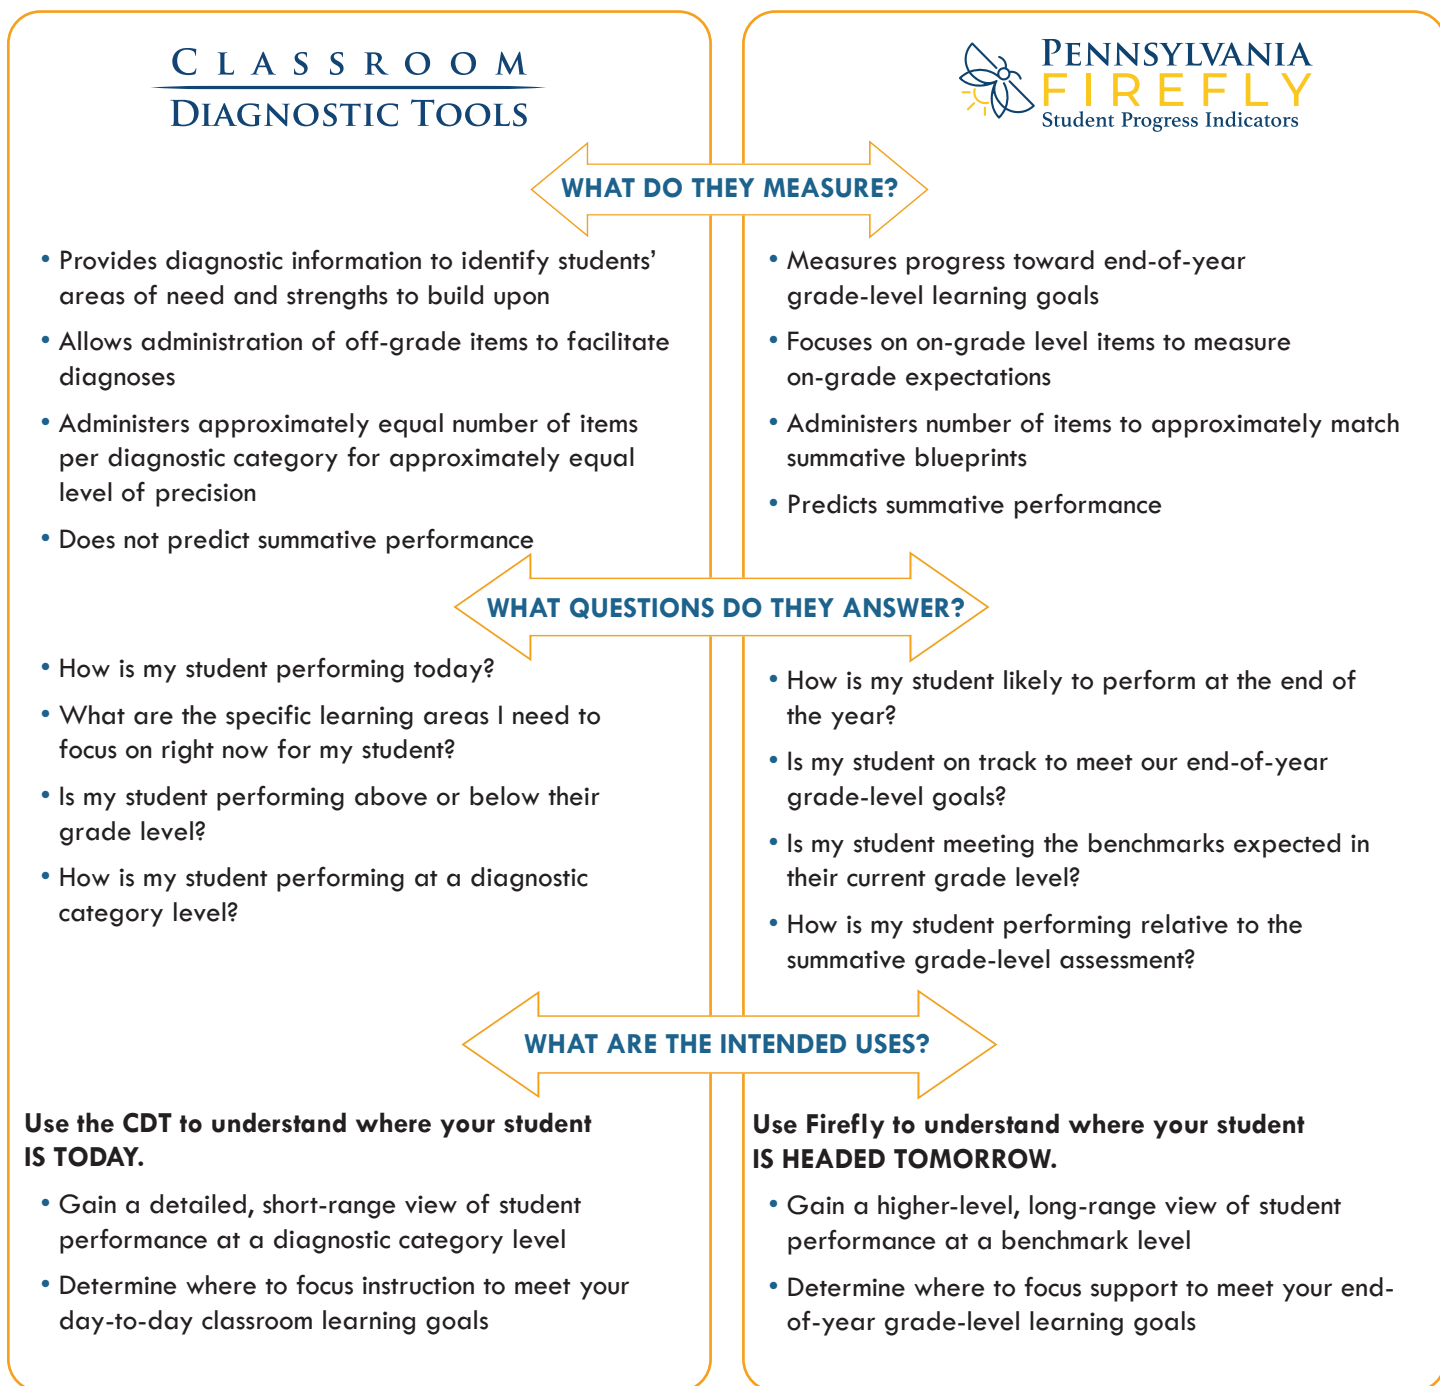 CLASSROOM
DIAGNOSTIC TOOLS
PENNSYLVANIA
FIREFLY
Student Progress Indicators
WHAT DO THEY MEASURE?
• Provides diagnostic information to identify students’
areas of need and strengths to build upon
• Allows administration of off-grade items to facilitate
diagnoses
• Administers approximately equal number of items
per diagnostic category for approximately equal
level of precision
• Does not predict summative performance
• Measures progress toward end-of-year
grade-level learning goals
• Focuses on on-grade level items to measure
on-grade expectations
• Administers number of items to approximately match
summative blueprints
• Predicts summative performance
WHAT QUESTIONS DO THEY ANSWER?
• How is my student performing today?
• What are the specific learning areas I need to
focus on right now for my student?
• Is my student performing above or below their
grade level?
• How is my student performing at a diagnostic
category level?
• How is my student likely to perform at the end of
the year?
• Is my student on track to meet our end-of-year
grade-level goals?
• Is my student meeting the benchmarks expected in
their current grade level?
• How is my student performing relative to the
summative grade-level assessment?
WHAT ARE THE INTENDED USES?
Use the CDT to understand where your student
IS TODAY.
• Gain a detailed, short-range view of student
performance at a diagnostic category level
• Determine where to focus instruction to meet your
day-to-day classroom learning goals
Use Firefly to understand where your student
IS HEADED TOMORROW.
• Gain a higher-level, long-range view of student
performance at a benchmark level
• Determine where to focus support to meet your end-
of-year grade-level learning goals